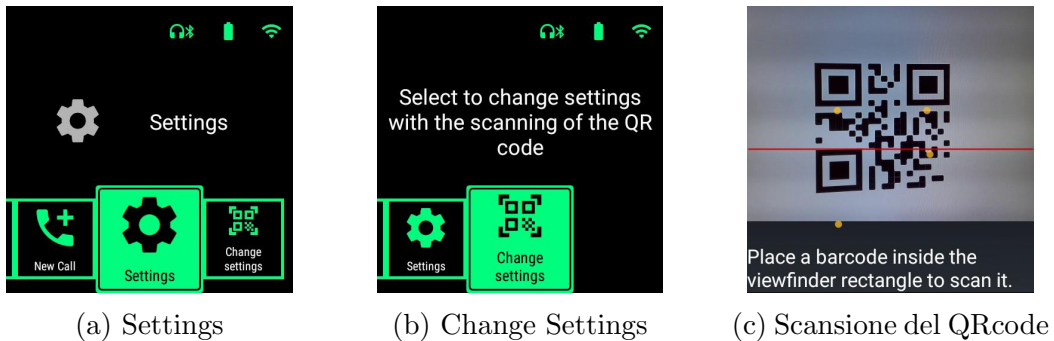 Settings
New Call
Settings
Change
settings
(a) Settings
Select to change settings
with the scanning of the QR
code
Settings
Change
settings
(b) Change Settings
Place a barcode inside the
viewfinder rectangle to scan it.
(c) Scansione del QRcode